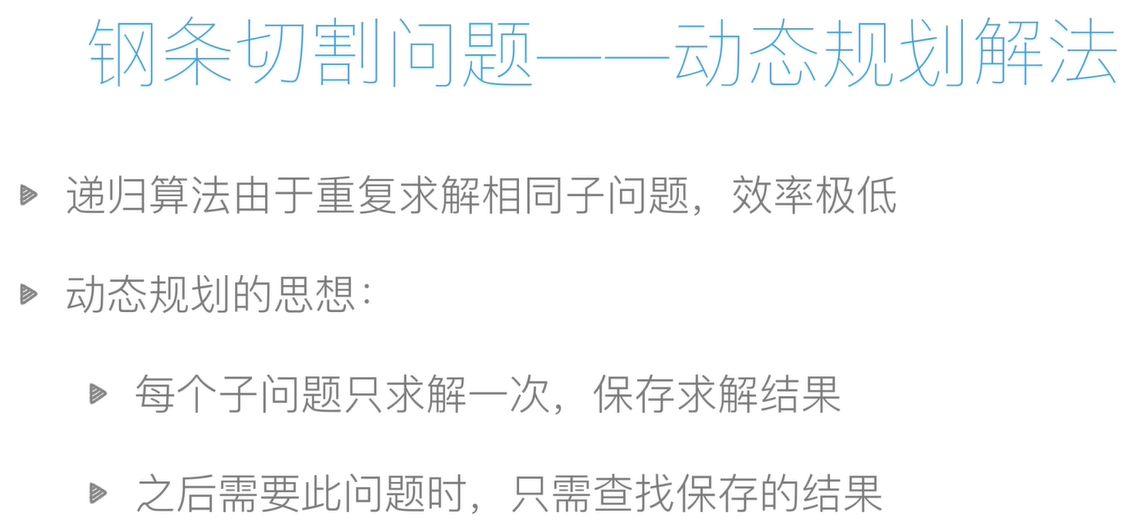 钢条切割问题——动态规划解法
递归算法由于重复求解相同子问题，效率极低
动态规划的思想：
每个子问题只求解一次，保存求解结果
之后需要此问题时，只需查找保存的结果